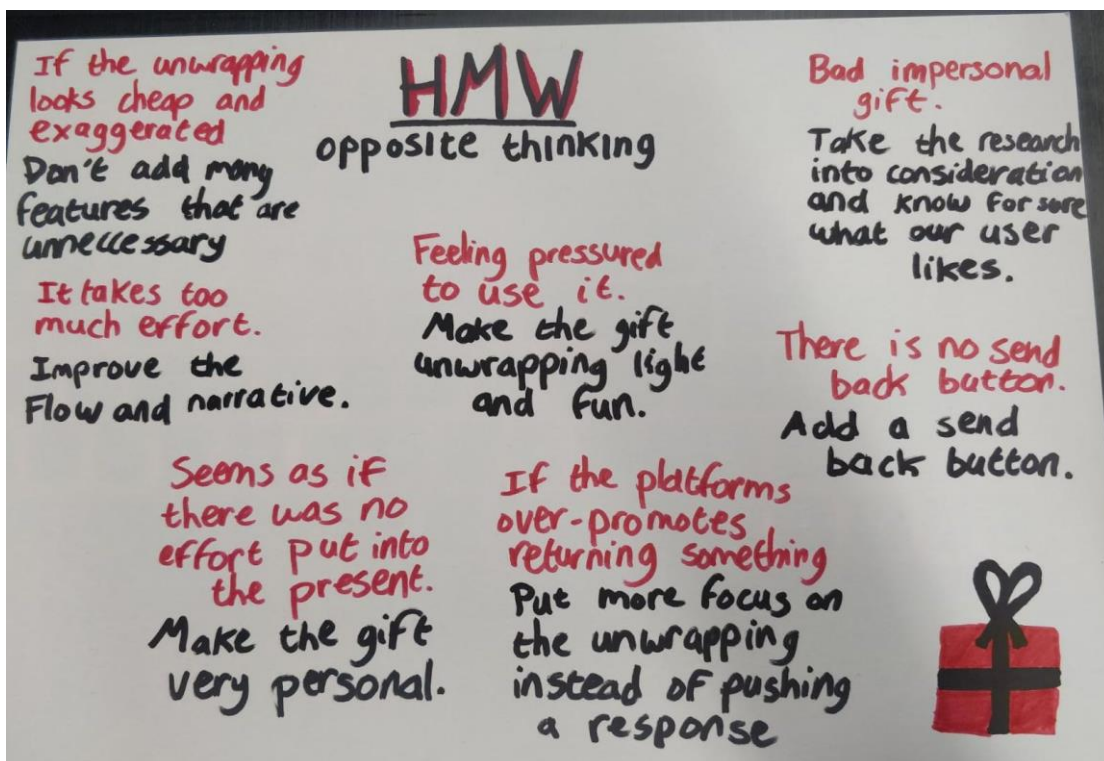 HMW
opposite thinking
If the unwrapping
looks cheap and
exaggerated
Don't add many
features that are
unneccessary
It takes too
much effort.
Improve the
Flow and narrative.
Feeling pressured
to use it.
Make the gift
unwrapping light
and fun.
Bad impersonal
gift.
Take the research
into consideration
and know for sure
what our user
likes.
There is no send
back button.
Add a send
back button.
Seems as if
there was no
effort put into
the present.
Make the gift
very personal.
If the platforms
over-promotes
returning something
Put more focus on
the unwrapping
instead of pushing
a response